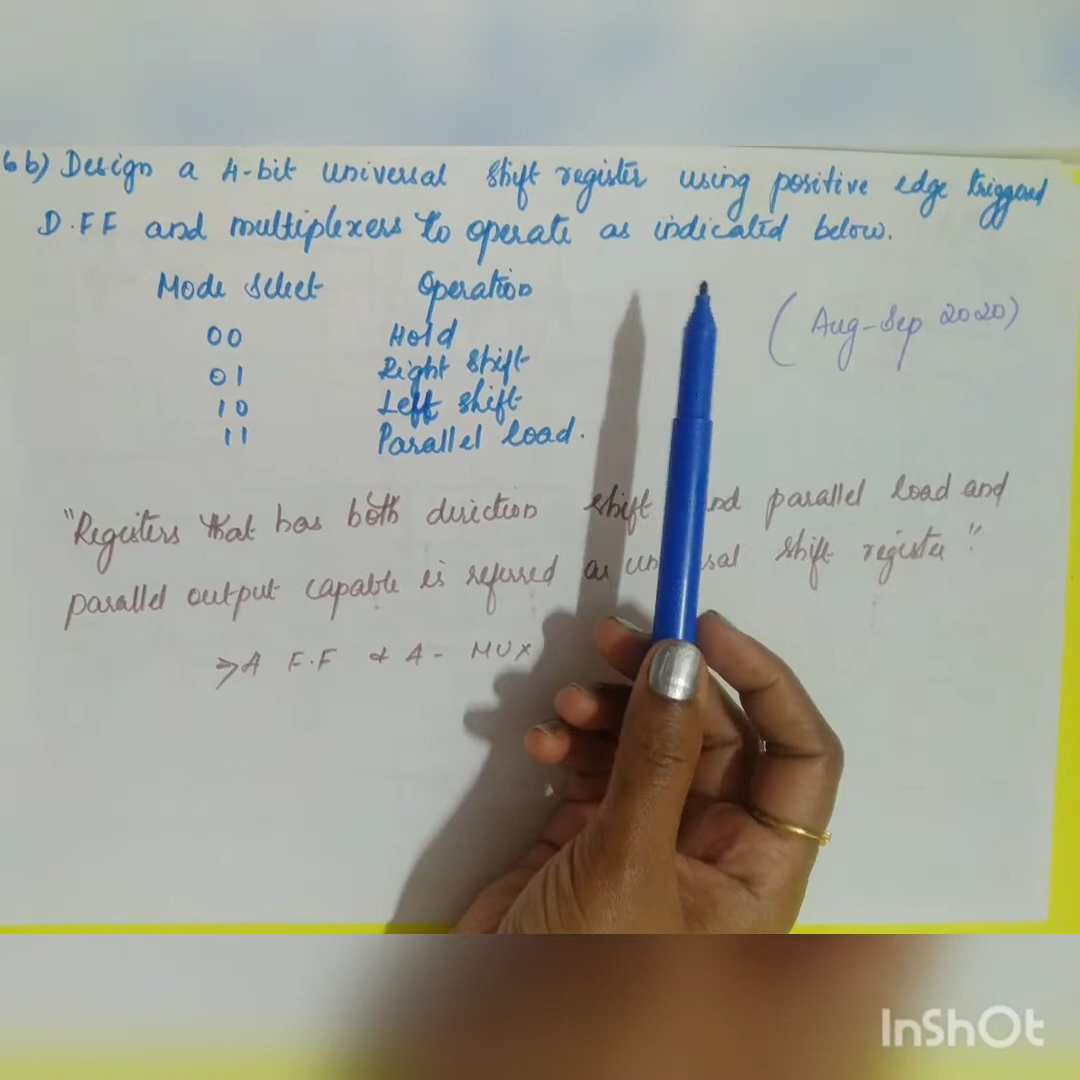 6 b) Design a 4-bit universal shift register using positive edge triggered
D.FF and multiplexers to operate as indicated below.
Mode Select Operation
00 Hold
01 Right shift
10 Left shift
11 Parallel load.
(Aug-Sep 2020)
"Registers that has both direction shift and parallel load and
parallel output capable is referred as shift register"
=> 4 F.F & 4- MUX
InShOt